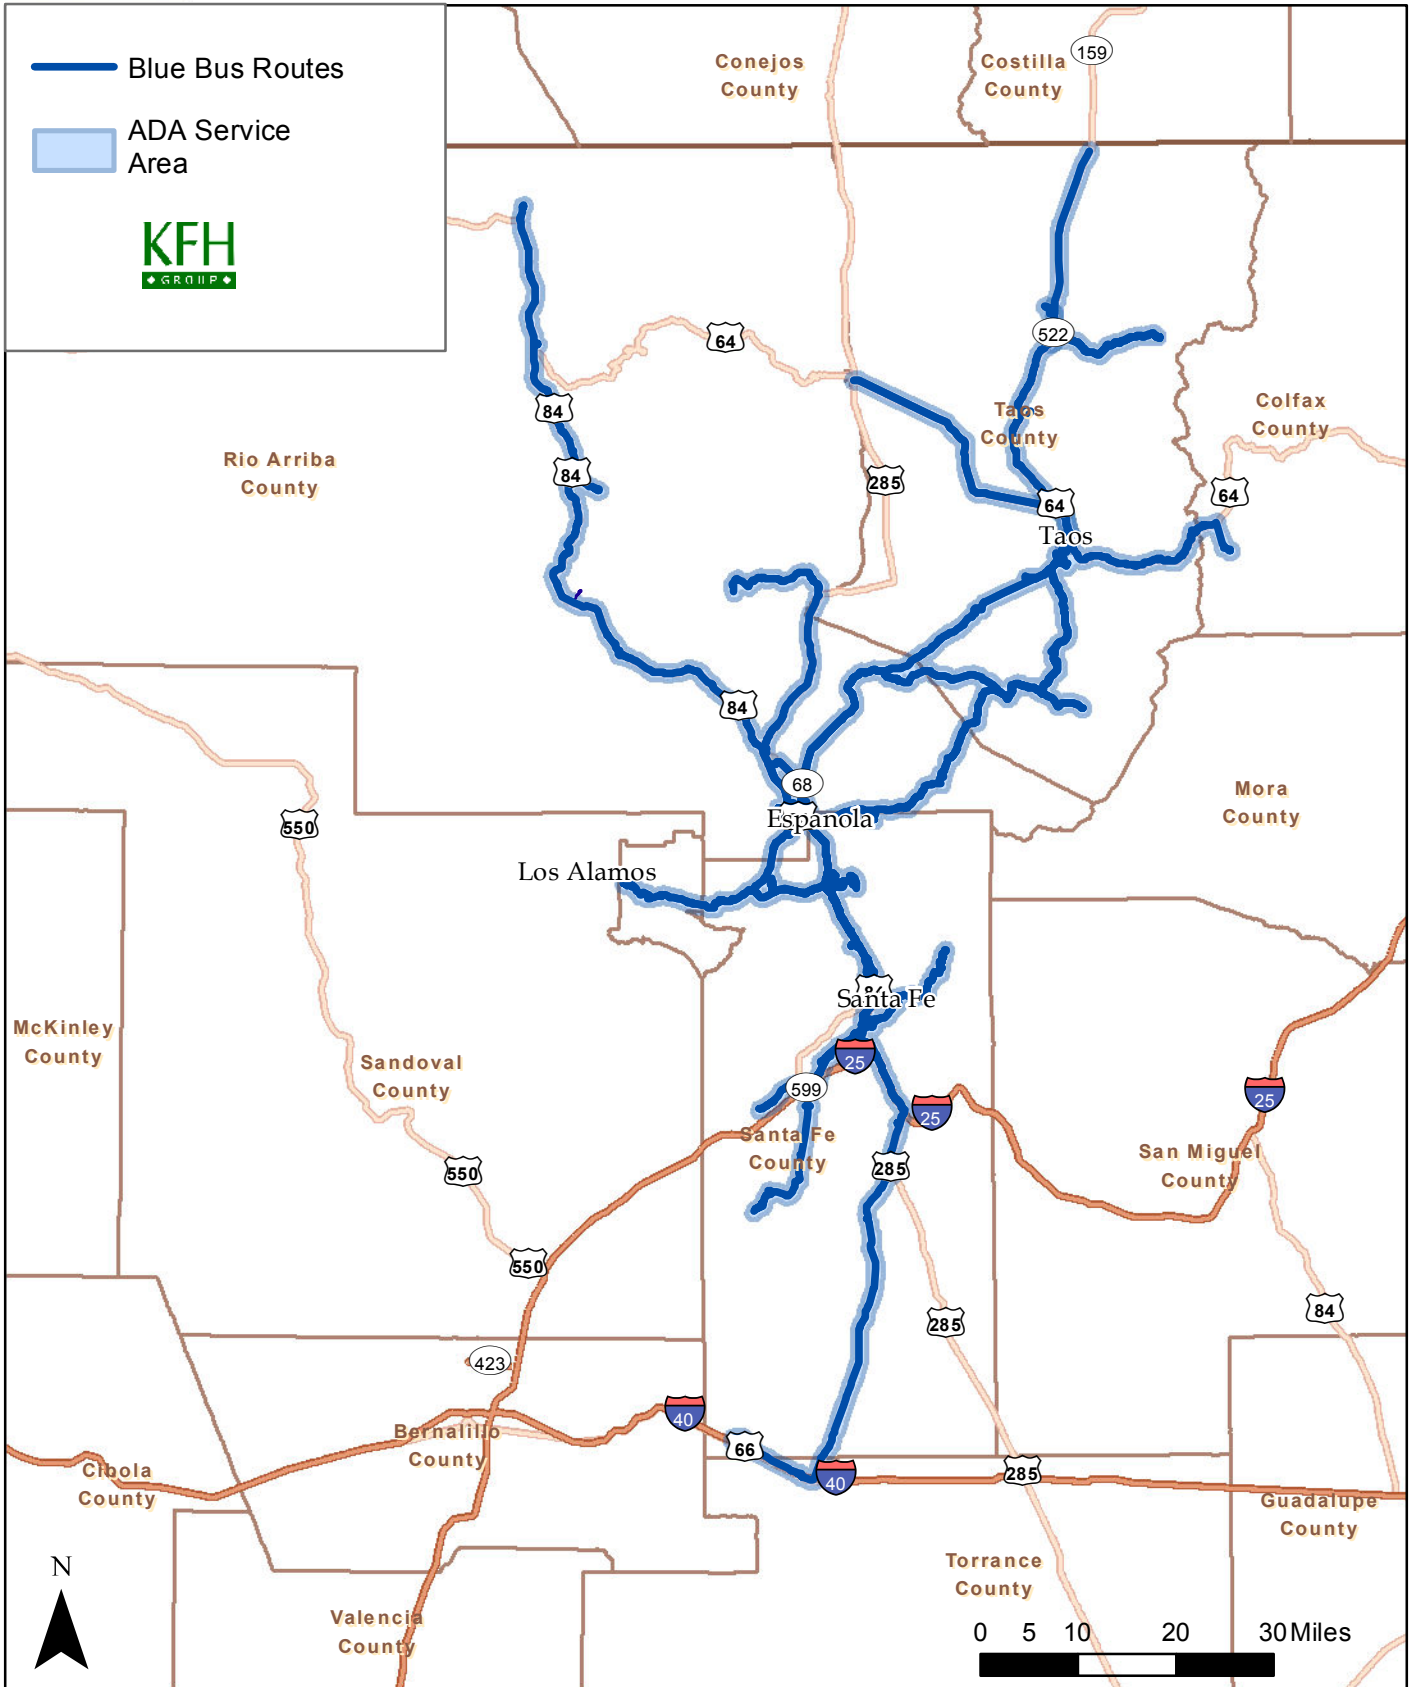 Blue Bus Routes
ADA Service
Area
KFH
GROUP
Conejos
County
Costilla
County
159
64
522
84
Taos
County
Colfax
County
Rio Arriba
County
84
285
64
64
Taos
84
68
Española
Mora
County
550
Los Alamos
84
Santa Fe
McKinley
County
Sandoval
County
25
599
25
25
Santa Fe
County
285
San Miguel
County
550
550
285
84
423
40
66
Bernalillo
County
Cibola
County
40
285
Guadalupe
County
N
Torrance
County
Valencia
County
0 5 10 20 30 Miles